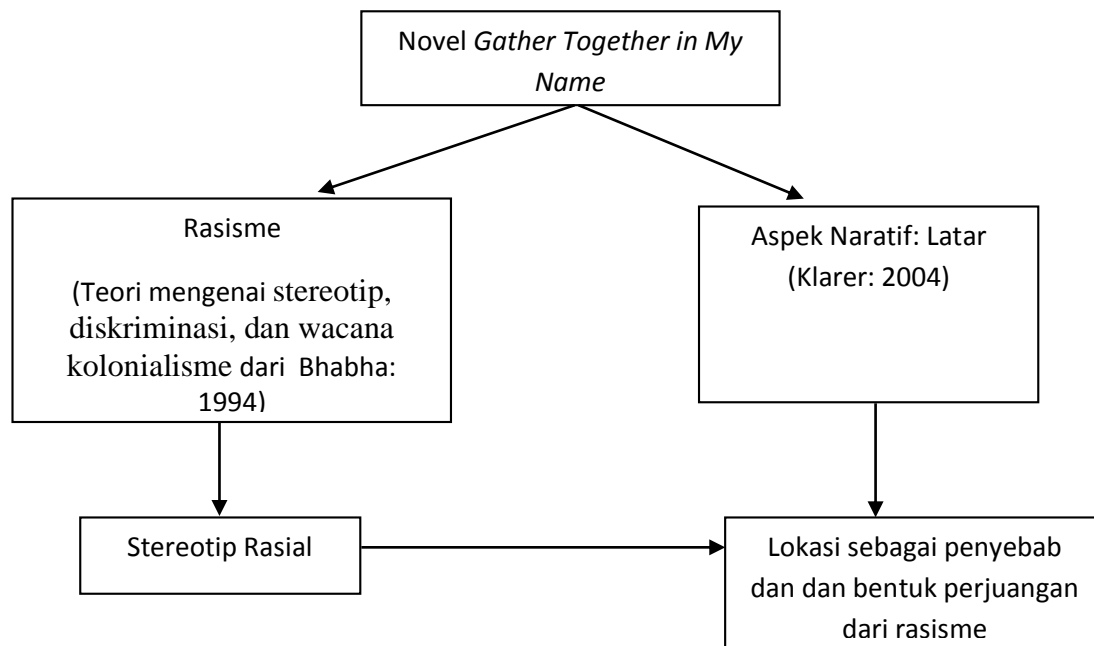 Novel Gather Together in My
Name
Rasisme
(Teori mengenai stereotip,
diskriminasi, dan wacana
kolonialisme dari Bhabha:
1994)
Aspek Naratif: Latar
(Klarer: 2004)
Stereotip Rasial
Lokasi sebagai penyebab
dan dan bentuk perjuangan
dari rasisme